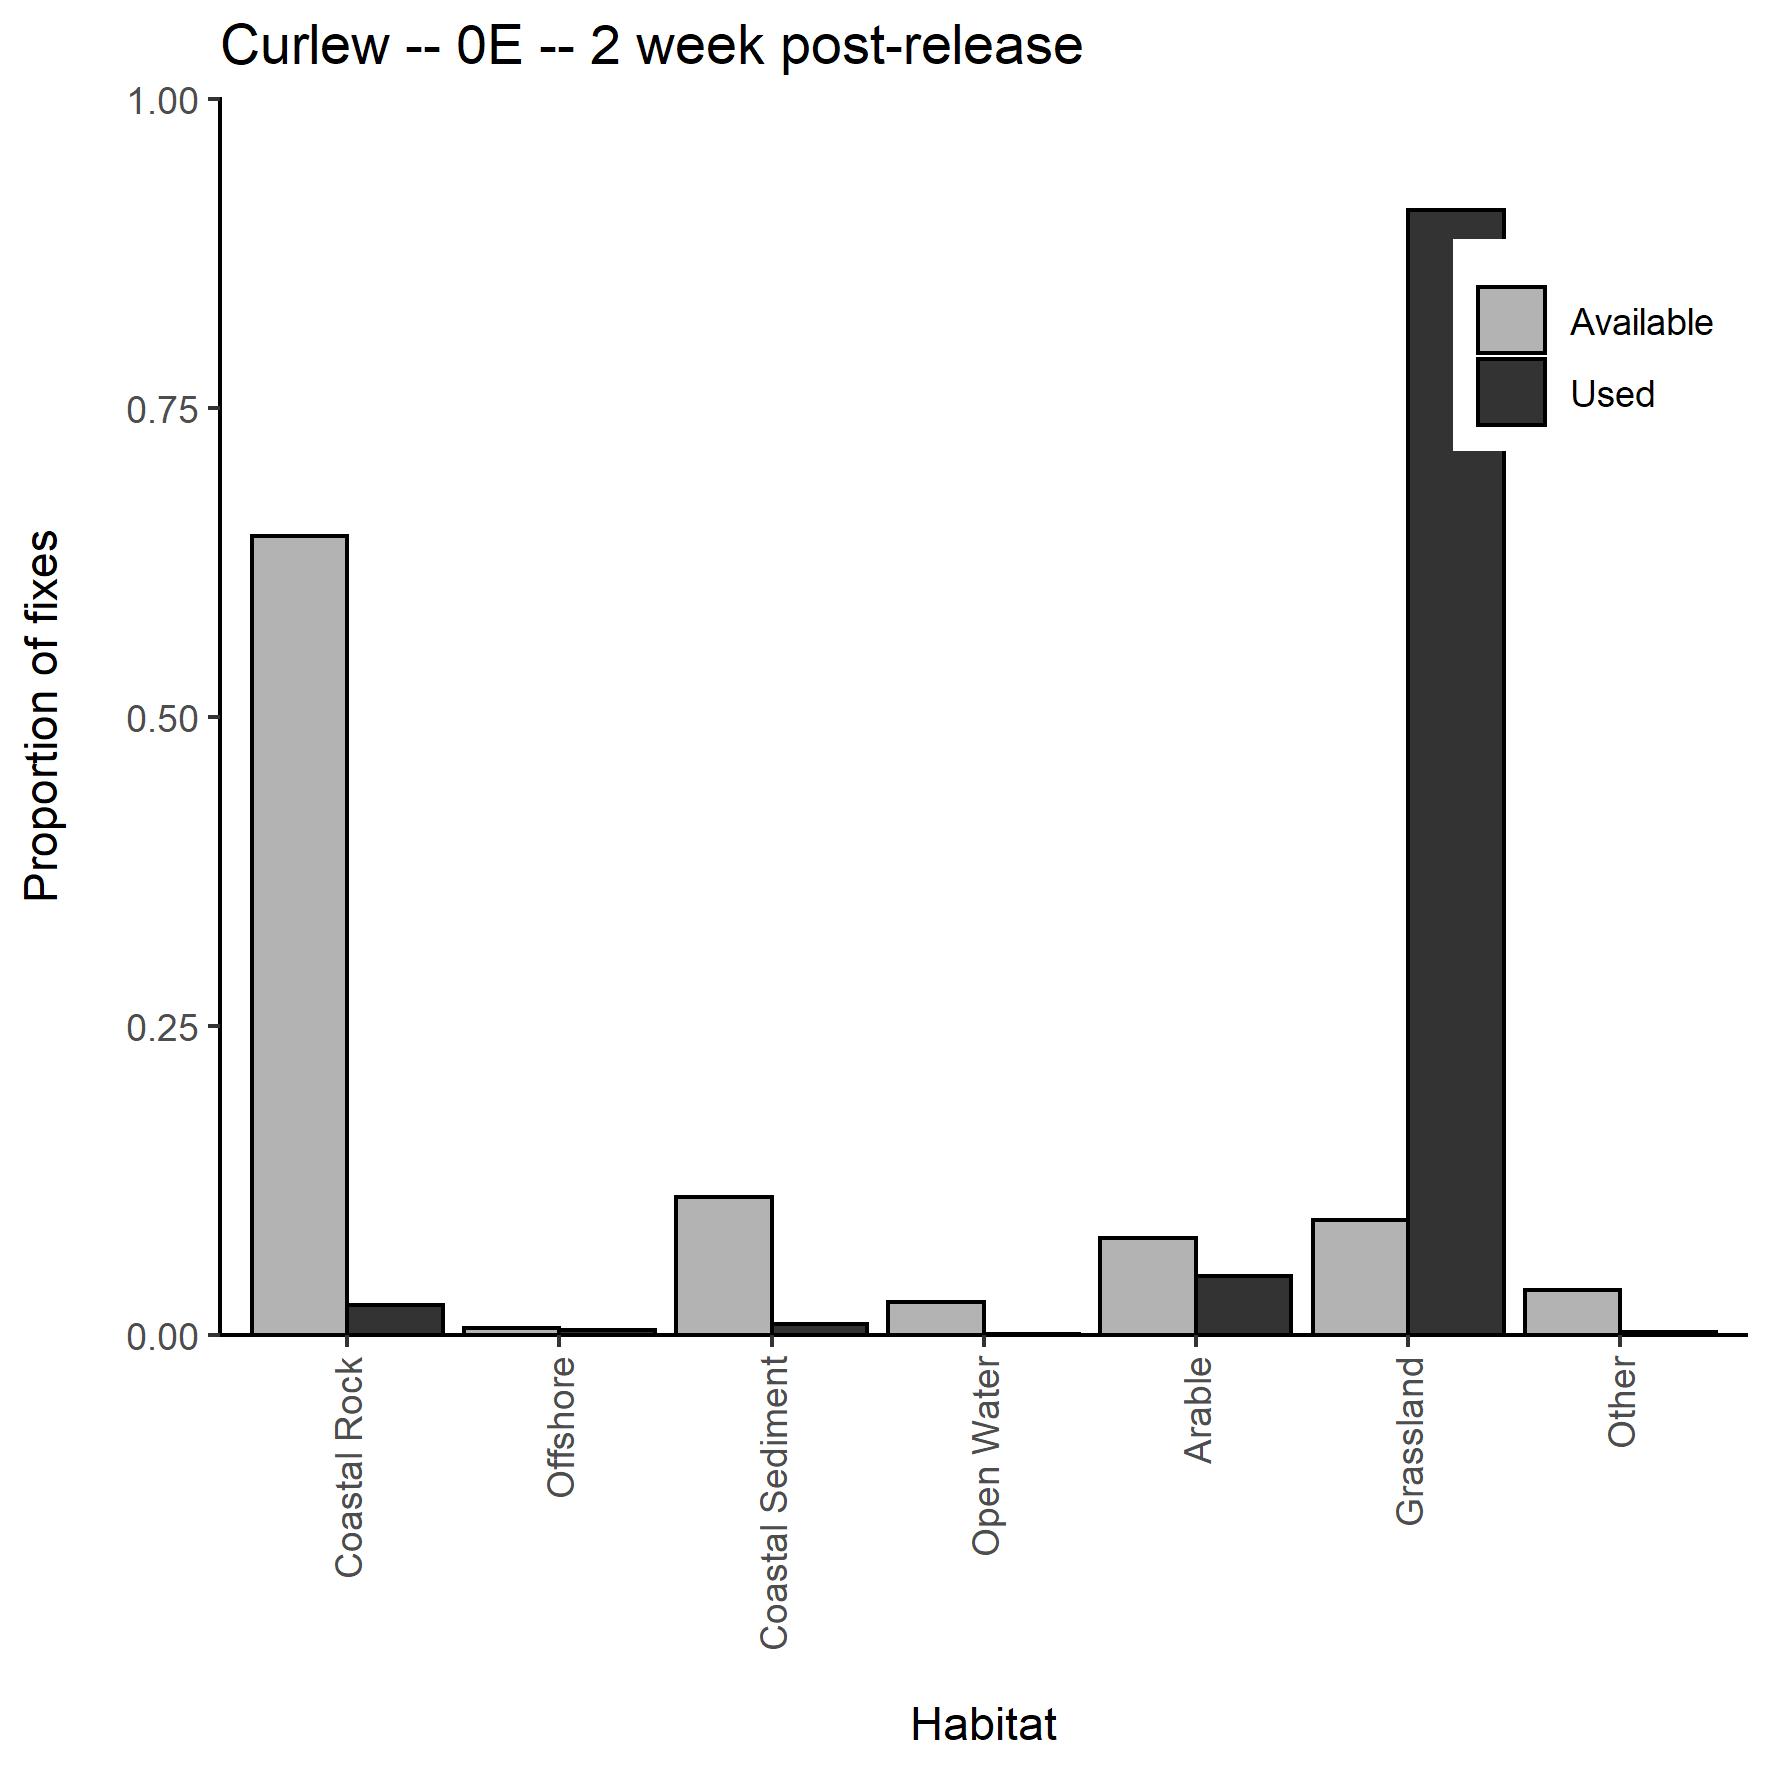 Curlew -- 0E -- 2 week post-release
1.00
0.75
0.50
0.25
0.00
Proportion of fixes
Available
Used
Coastal Rock
Offshore
Coastal Sediment
Open Water
Arable
Grassland
Other
Habitat